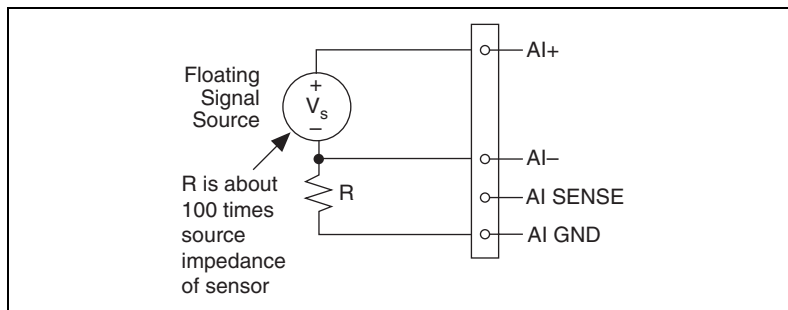 Floating
Signal
Source
+
Vs
–
R is about
100 times
source
impedance
of sensor
R
AI+
AI–
AI SENSE
AI GND